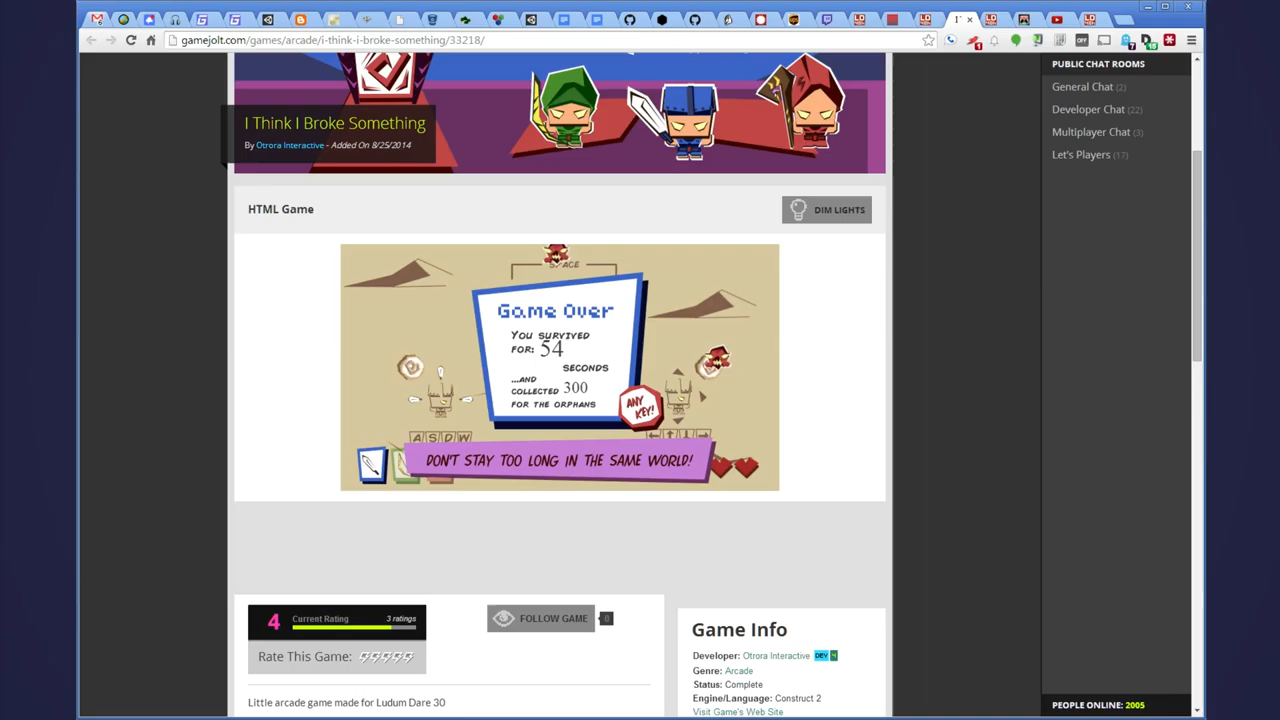 gamejolt.com/games/arcade/i-think-i-broke-something/33218/
PUBLIC CHAT ROOMS
General Chat (2)
Developer Chat (22)
Multiplayer Chat (3)
Let's Players (17)
I Think I Broke Something
By Otrora Interactive - Added On 8/25/2014
HTML Game
DIM LIGHTS
Game Over
YOU SURVIVED
FOR: 54
SECONDS
...AND
COLLECTED 300
FOR THE ORPHANS
ANY
KEY!
A S D W
DON'T STAY TOO LONG IN THE SAME WORLD!
4
Current Rating
3 ratings
Rate This Game:
FOLLOW GAME
0
Little arcade game made for Ludum Dare 30
Game Info
Developer: Otrora Interactive DEV 4
Genre: Arcade
Status: Complete
Engine/Language: Construct 2
Visit Game's Web Site
PEOPLE ONLINE: 2005